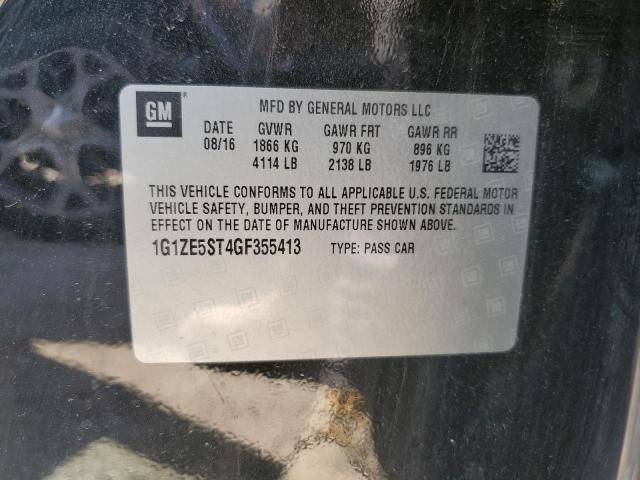 GM ® MFD BY GENERAL MOTORS LLC
DATE GVWR GAWR FRT GAWR RR
08/16 1866 KG 970 KG 896 KG
4114 LB 2138 LB 1976 LB
THIS VEHICLE CONFORMS TO ALL APPLICABLE U.S. FEDERAL MOTOR
VEHICLE SAFETY, BUMPER, AND THEFT PREVENTION STANDARDS IN
EFFECT ON THE DATE OF MANUFACTURE SHOWN ABOVE.
1G1ZE5ST4GF355413 TYPE: PASS CAR